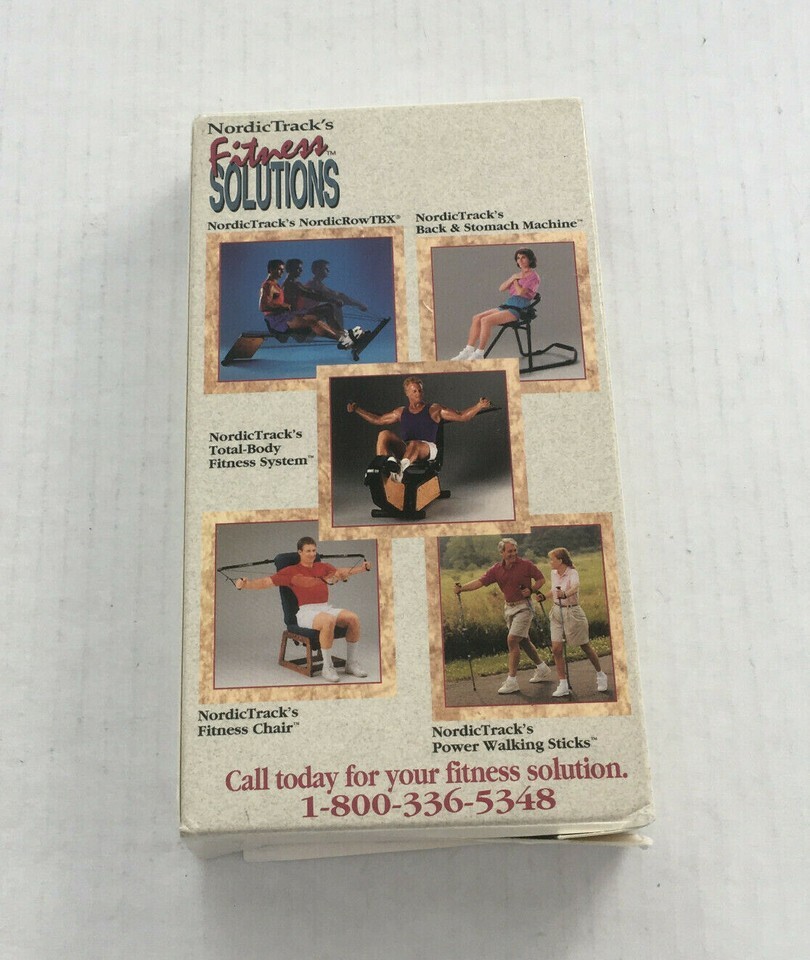 NordicTrack's
Fitness™
SOLUTIONS
NordicTrack's NordicRowTBX®
NordicTrack's
Back & Stomach Machine™
NordicTrack's
Total-Body
Fitness System™
NordicTrack's
Fitness Chair™
NordicTrack's
Power Walking Sticks™
Call today for your fitness solution.
1-800-336-5348